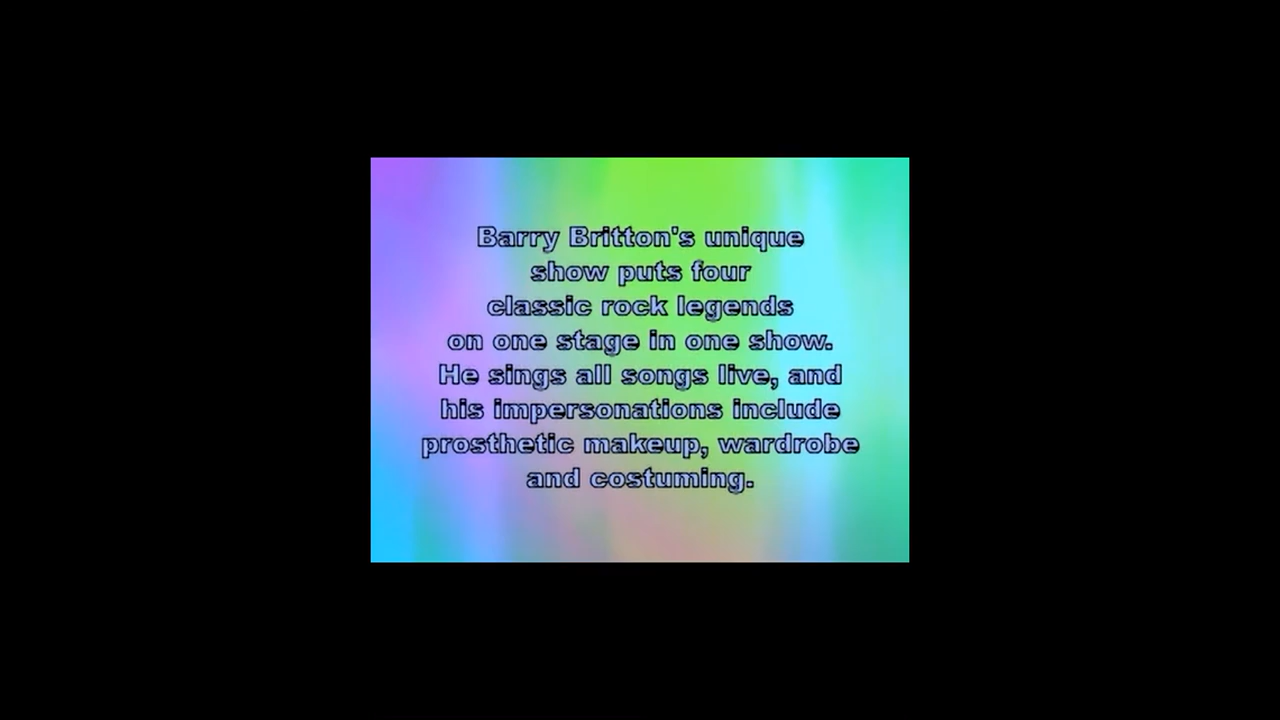 Barry Britton's unique
show puts four
classic rock legends
on one stage in one show.
He sings all songs live, and
his impersonations include
prosthetic makeup, wardrobe
and costuming.